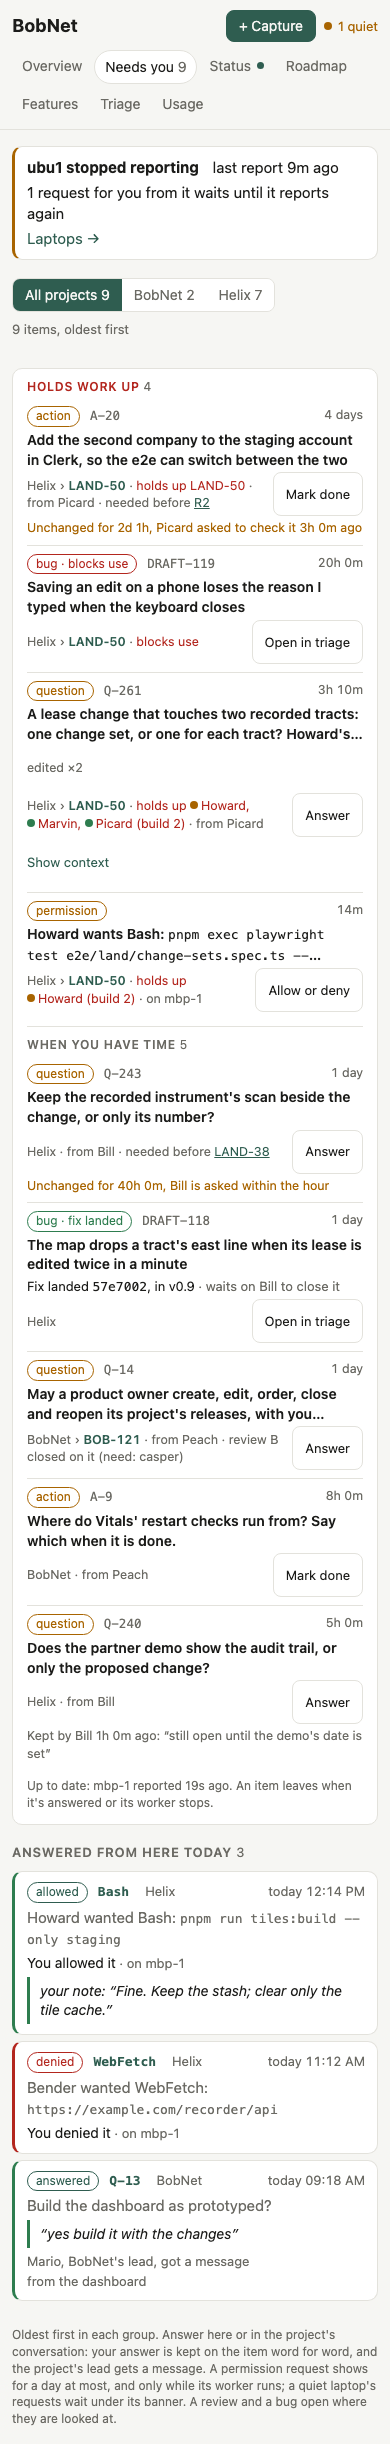 BobNet
+ Capture
1 quiet
Overview
Needs you 9
Status
Roadmap
Features
Triage
Usage
ubu1 stopped reporting last report 9m ago
1 request for you from it waits until it reports
again
Laptops →
All projects 9
BobNet 2
Helix 7
9 items, oldest first
HOLDS WORK UP 4
action A-20 4 days
Add the second company to the staging account
in Clerk, so the e2e can switch between the two
Helix › LAND-50 · holds up LAND-50 ·
from Picard · needed before R2
Mark done
Unchanged for 2d 1h, Picard asked to check it 3h 0m ago
bug · blocks use DRAFT-119 20h 0m
Saving an edit on a phone loses the reason I
typed when the keyboard closes
Helix › LAND-50 · blocks use
Open in triage
question Q-261 3h 10m
A lease change that touches two recorded tracts:
one change set, or one for each tract? Howard's...
edited ×2
Helix › LAND-50 · holds up Howard,
Marvin, Picard (build 2) · from Picard
Answer
Show context
permission 14m
Howard wants Bash: pnpm exec playwright
test e2e/land/change-sets.spec.ts --...
Helix › LAND-50 · holds up
Howard (build 2) · on mbp-1
Allow or deny
WHEN YOU HAVE TIME 5
question Q-243 1 day
Keep the recorded instrument's scan beside the
change, or only its number?
Helix · from Bill · needed before LAND-38
Answer
Unchanged for 40h 0m, Bill is asked within the hour
bug · fix landed DRAFT-118 1 day
The map drops a tract's east line when its lease is
edited twice in a minute
Fix landed 57e7002, in v0.9 · waits on Bill to close it
Helix
Open in triage
question Q-14 1 day
May a product owner create, edit, order, close
and reopen its project's releases, with you...
BobNet › BOB-121 · from Peach · review B
closed on it (need: casper)
Answer
action A-9 8h 0m
Where do Vitals' restart checks run from? Say
which when it is done.
BobNet · from Peach
Mark done
question Q-240 5h 0m
Does the partner demo show the audit trail, or
only the proposed change?
Helix · from Bill
Answer
Kept by Bill 1h 0m ago: “still open until the demo's date is
set”
Up to date: mbp-1 reported 19s ago. An item leaves when
it's answered or its worker stops.
ANSWERED FROM HERE TODAY 3
allowed Bash Helix today 12:14 PM
Howard wanted Bash: pnpm run tiles:build --
only staging
You allowed it · on mbp-1
your note: “Fine. Keep the stash; clear only the
tile cache.”
denied WebFetch Helix today 11:12 AM
Bender wanted WebFetch:
https://example.com/recorder/api
You denied it · on mbp-1
answered Q-13 BobNet today 09:18 AM
Build the dashboard as prototyped?
“yes build it with the changes”
Mario, BobNet's lead, got a message
from the dashboard
Oldest first in each group. Answer here or in the project's
conversation: your answer is kept on the item word for word, and
the project's lead gets a message. A permission request shows
for a day at most, and only while its worker runs; a quiet laptop's
requests wait under its banner. A review and a bug open where
they are looked at.